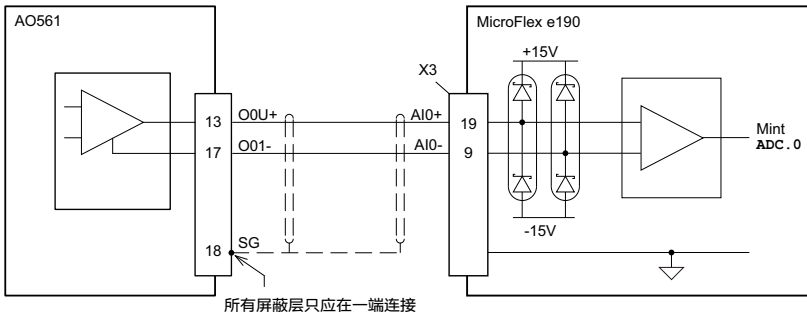 AO561
MicroFlex e190
+15V
X3
13
O0U+
AI0+
19
Mint
ADC.0
17
O01-
AI0-
9
-15V
18
SG
所有屏蔽层只应在一端连接